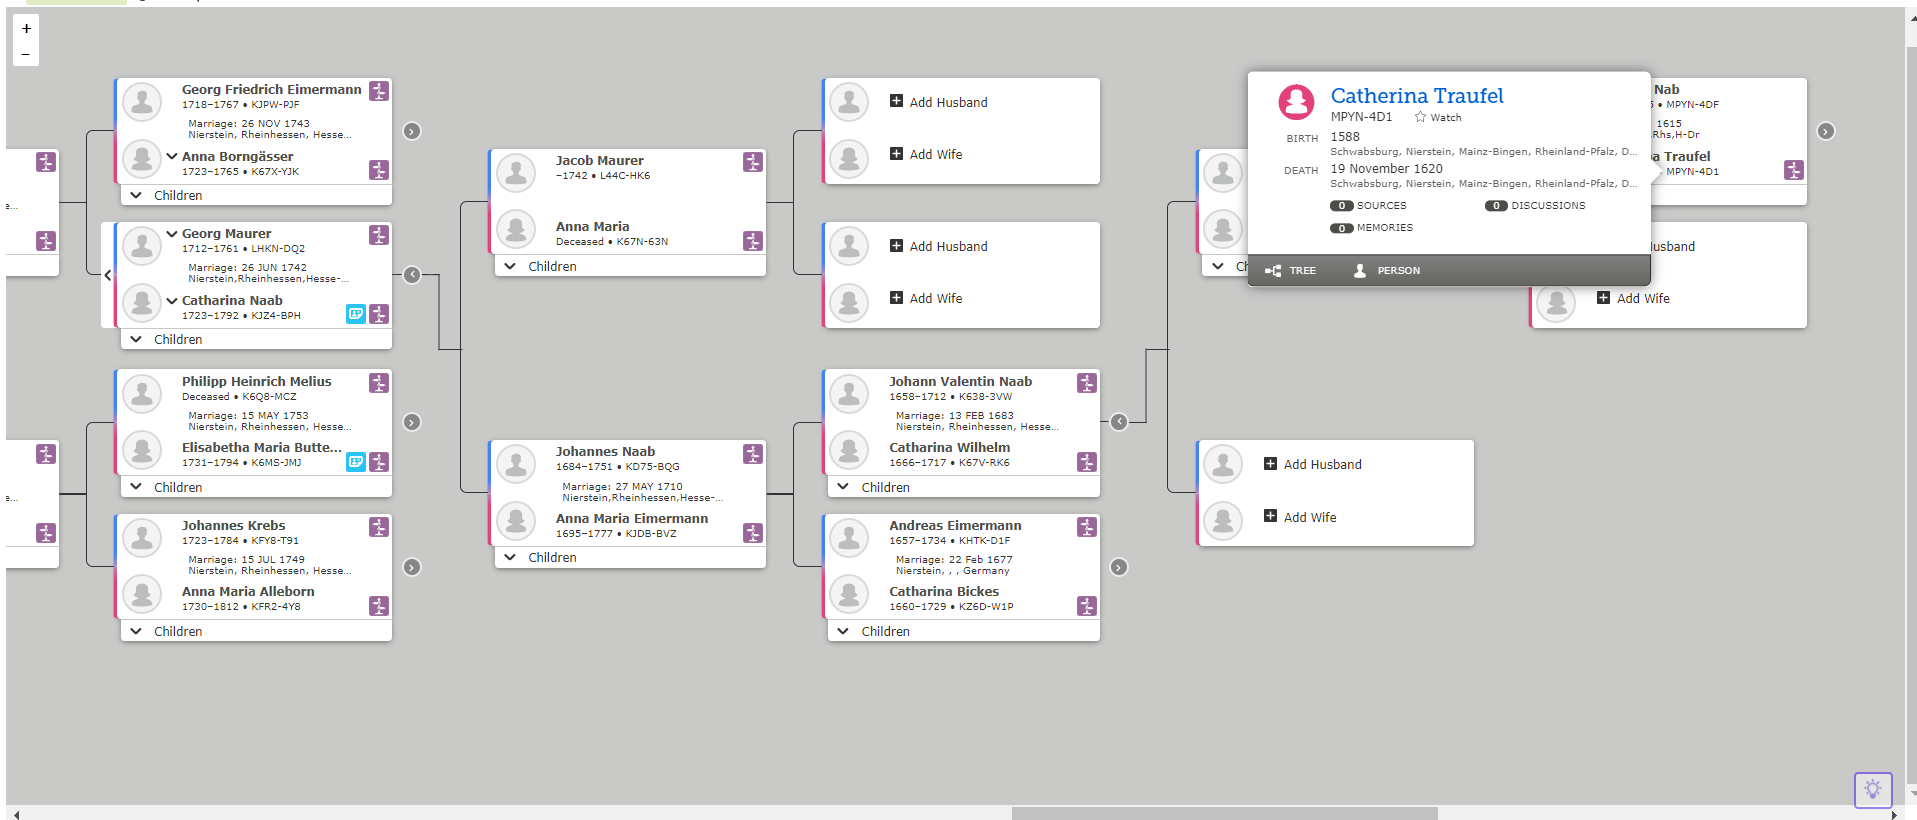 +
−
e...
e...
Georg Friedrich Eimermann
1718–1767 • KJPW-PJF
Marriage: 26 NOV 1743
Nierstein, Rheinhessen, Hesse...
Anna Borngässer
1723–1765 • K67X-YJK
Children
Georg Maurer
1712–1761 • LHKN-DQ2
Marriage: 26 JUN 1742
Nierstein,Rheinhessen,Hesse-...
Catharina Naab
1723–1792 • KJZ4-BPH
Children
Philipp Heinrich Melius
Deceased • K6Q8-MCZ
Marriage: 15 MAY 1753
Nierstein, Rheinhessen, Hesse...
Elisabetha Maria Butte...
1731–1794 • K6MS-JMJ
Children
Johannes Krebs
1723–1784 • KFY8-T91
Marriage: 15 JUL 1749
Nierstein, Rheinhessen, Hesse...
Anna Maria Alleborn
1730–1812 • KFR2-4Y8
Children
Jacob Maurer
–1742 • L44C-HK6
Anna Maria
Deceased • K67N-63N
Children
Johannes Naab
1684–1751 • KD75-BQG
Marriage: 27 MAY 1710
Nierstein,Rheinhessen,Hesse-...
Anna Maria Eimermann
1695–1777 • KJDB-BVZ
Children
Add Husband
Add Wife
Add Husband
Add Wife
Johann Valentin Naab
1658–1712 • K638-3VW
Marriage: 13 FEB 1683
Nierstein, Rheinhessen, Hesse...
Catharina Wilhelm
1666–1717 • K67V-RK6
Children
Andreas Eimermann
1657–1734 • KHTK-D1F
Marriage: 22 Feb 1677
Nierstein, , , Germany
Catharina Bickes
1660–1729 • KZ6D-W1P
Children
Ch
Catherina Traufel
MPYN-4D1 Watch
BIRTH 1588
Schwabsburg, Nierstein, Mainz-Bingen, Rheinland-Pfalz, D...
DEATH 19 November 1620
Schwabsburg, Nierstein, Mainz-Bingen, Rheinland-Pfalz, D...
0 SOURCES 0 DISCUSSIONS
0 MEMORIES
TREE PERSON
Add Husband
Add Wife
Nab
• MPYN-4DF
1615
Rhs,H-Dr
a Traufel
MPYN-4D1
usband
Add Wife